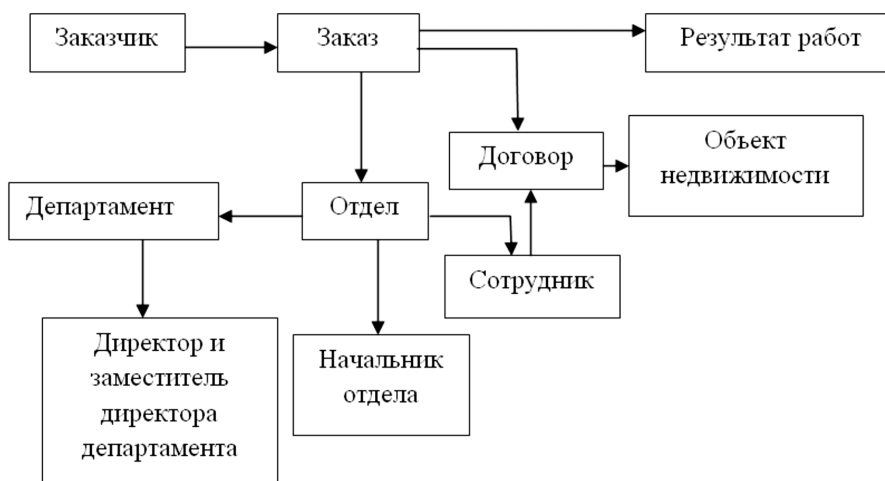 Заказчик
Заказ
Результат работ
Договор
Объект
недвижимости
Департамент
Отдел
Сотрудник
Директор и
заместитель
директора
департамента
Начальник
отдела